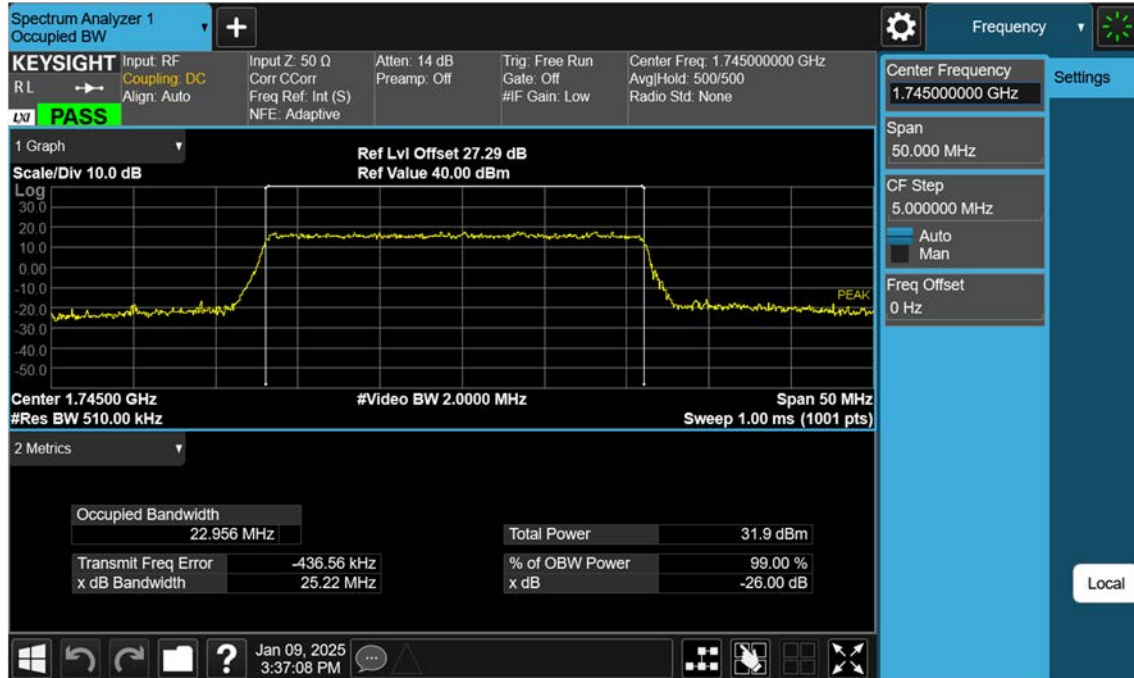 Spectrum Analyzer 1
Occupied BW
+
Frequency
KEYSIGHT
R L
LXI
PASS
Input: RF
Coupling: DC
Align: Auto
Input Z: 50 Ω
Corr CCorr
Freq Ref: Int (S)
NFE: Adaptive
Atten: 14 dB
Preamp: Off
Trig: Free Run
Gate: Off
#IF Gain: Low
Center Freq: 1.745000000 GHz
Avg|Hold: 500/500
Radio Std: None
Center Frequency
1.745000000 GHz
Settings
Span
50.000 MHz
CF Step
5.000000 MHz
Auto
Man
Freq Offset
0 Hz
Local
1 Graph
Scale/Div 10.0 dB
Ref Lvl Offset 27.29 dB
Ref Value 40.00 dBm
Log
30.0
20.0
10.0
0.00
-10.0
-20.0
-30.0
-40.0
-50.0
PEAK
Center 1.74500 GHz
#Video BW 2.0000 MHz
Span 50 MHz
#Res BW 510.00 kHz
Sweep 1.00 ms (1001 pts)
2 Metrics
Occupied Bandwidth
22.956 MHz
Total Power 31.9 dBm
Transmit Freq Error -436.56 kHz
% of OBW Power 99.00 %
x dB Bandwidth 25.22 MHz
x dB -26.00 dB
?
Jan 09, 2025
3:37:08 PM